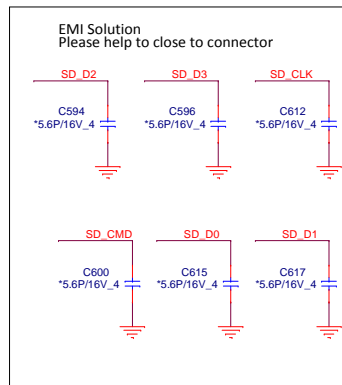 EMI Solution
Please help to close to connector
SD_D2 SD_D3 SD_CLK
C594 C596 C612
*5.6P/16V_4 *5.6P/16V_4 *5.6P/16V_4
SD_CMD SD_D0 SD_D1
C600 C615 C617
*5.6P/16V_4 *5.6P/16V_4 *5.6P/16V_4